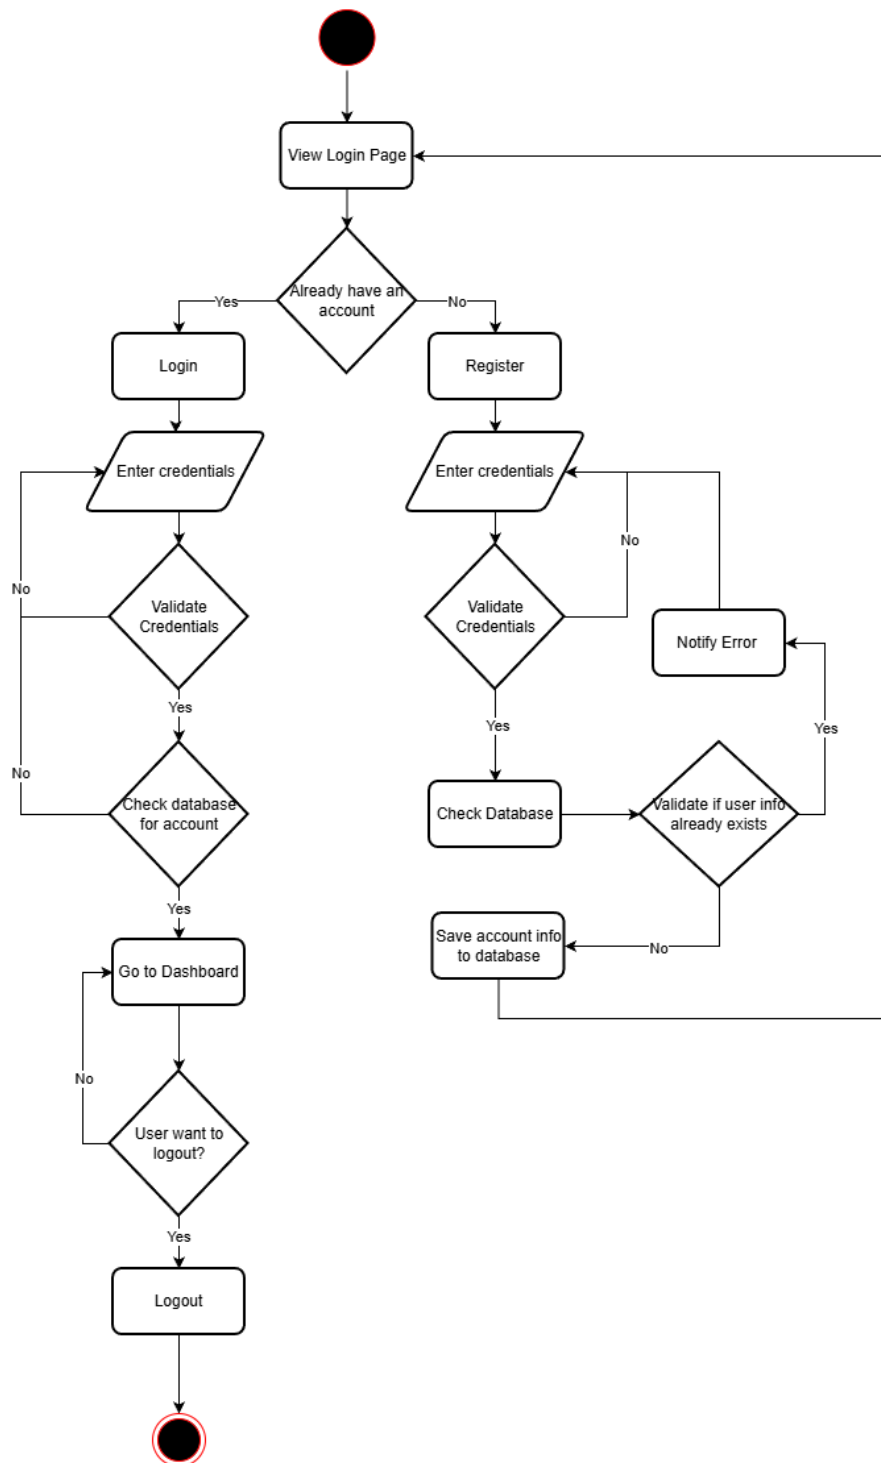 View Login Page
Already have an
account
Yes
No
Login
Register
Enter credentials
Enter credentials
No
No
Validate
Credentials
Validate
Credentials
Notify Error
Yes
Yes
Yes
No
Check database
for account
Check Database
Validate if user info
already exists
Yes
Save account info
to database
No
Go to Dashboard
No
User want to
logout?
Yes
Logout